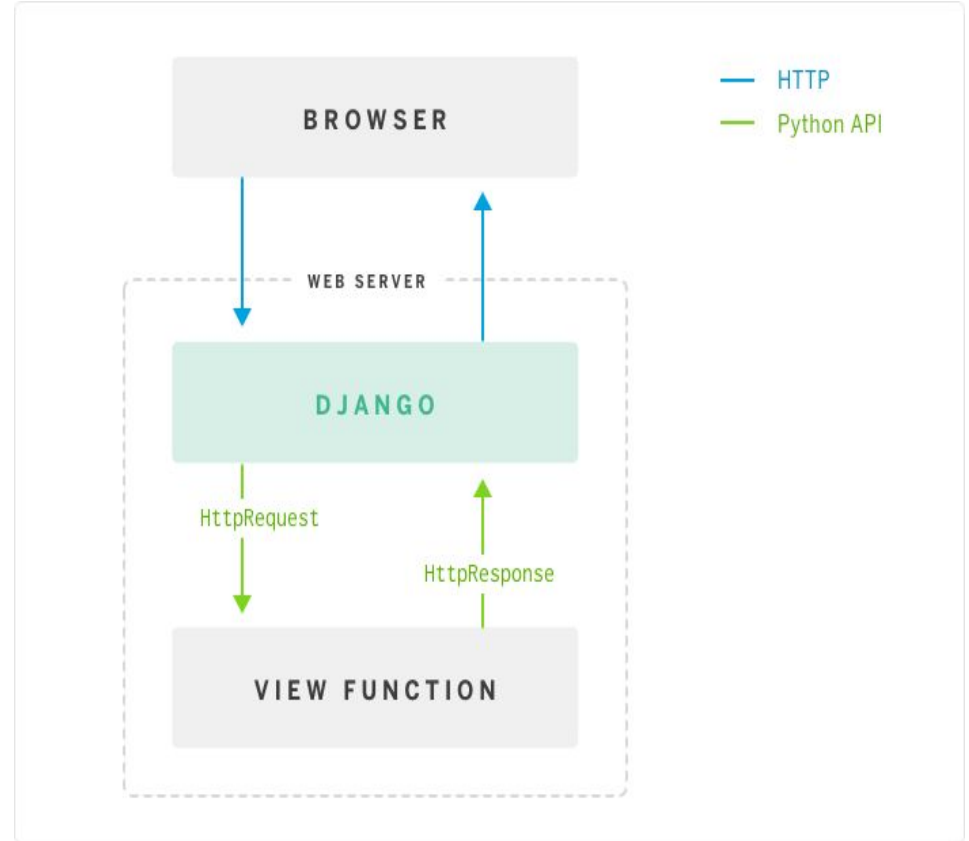 BROWSER
HTTP
Python API
WEB SERVER
DJANGO
HttpRequest
HttpResponse
VIEW FUNCTION